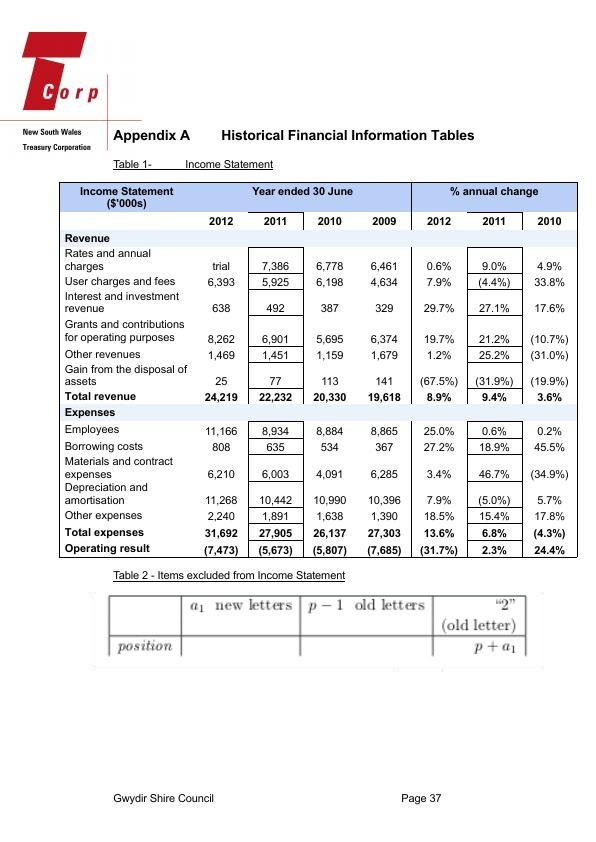 Corp
New South Wales
Treasury Corporation
Appendix A Historical Financial Information Tables
Table 1- Income Statement
Income Statement ($'000s) Year ended 30 June % annual change
2012 2011 2010 2009 2012 2011 2010
Revenue
Rates and annual charges trial 7,386 6,778 6,461 0.6% 9.0% 4.9%
User charges and fees 6,393 5,925 6,198 4,634 7.9% (4.4%) 33.8%
Interest and investment revenue 638 492 387 329 29.7% 27.1% 17.6%
Grants and contributions for operating purposes 8,262 6,901 5,695 6,374 19.7% 21.2% (10.7%)
Other revenues 1,469 1,451 1,159 1,679 1.2% 25.2% (31.0%)
Gain from the disposal of assets 25 77 113 141 (67.5%) (31.9%) (19.9%)
Total revenue 24,219 22,232 20,330 19,618 8.9% 9.4% 3.6%
Expenses
Employees 11,166 8,934 8,884 8,865 25.0% 0.6% 0.2%
Borrowing costs 808 635 534 367 27.2% 18.9% 45.5%
Materials and contract expenses 6,210 6,003 4,091 6,285 3.4% 46.7% (34.9%)
Depreciation and amortisation 11,268 10,442 10,990 10,396 7.9% (5.0%) 5.7%
Other expenses 2,240 1,891 1,638 1,390 18.5% 15.4% 17.8%
Total expenses 31,692 27,905 26,137 27,303 13.6% 6.8% (4.3%)
Operating result (7,473) (5,673) (5,807) (7,685) (31.7%) 2.3% 24.4%
Table 2 - Items excluded from Income Statement
a₁ new letters p − 1 old letters "2"
(old letter)
position p + a₁
Gwydir Shire Council Page 37